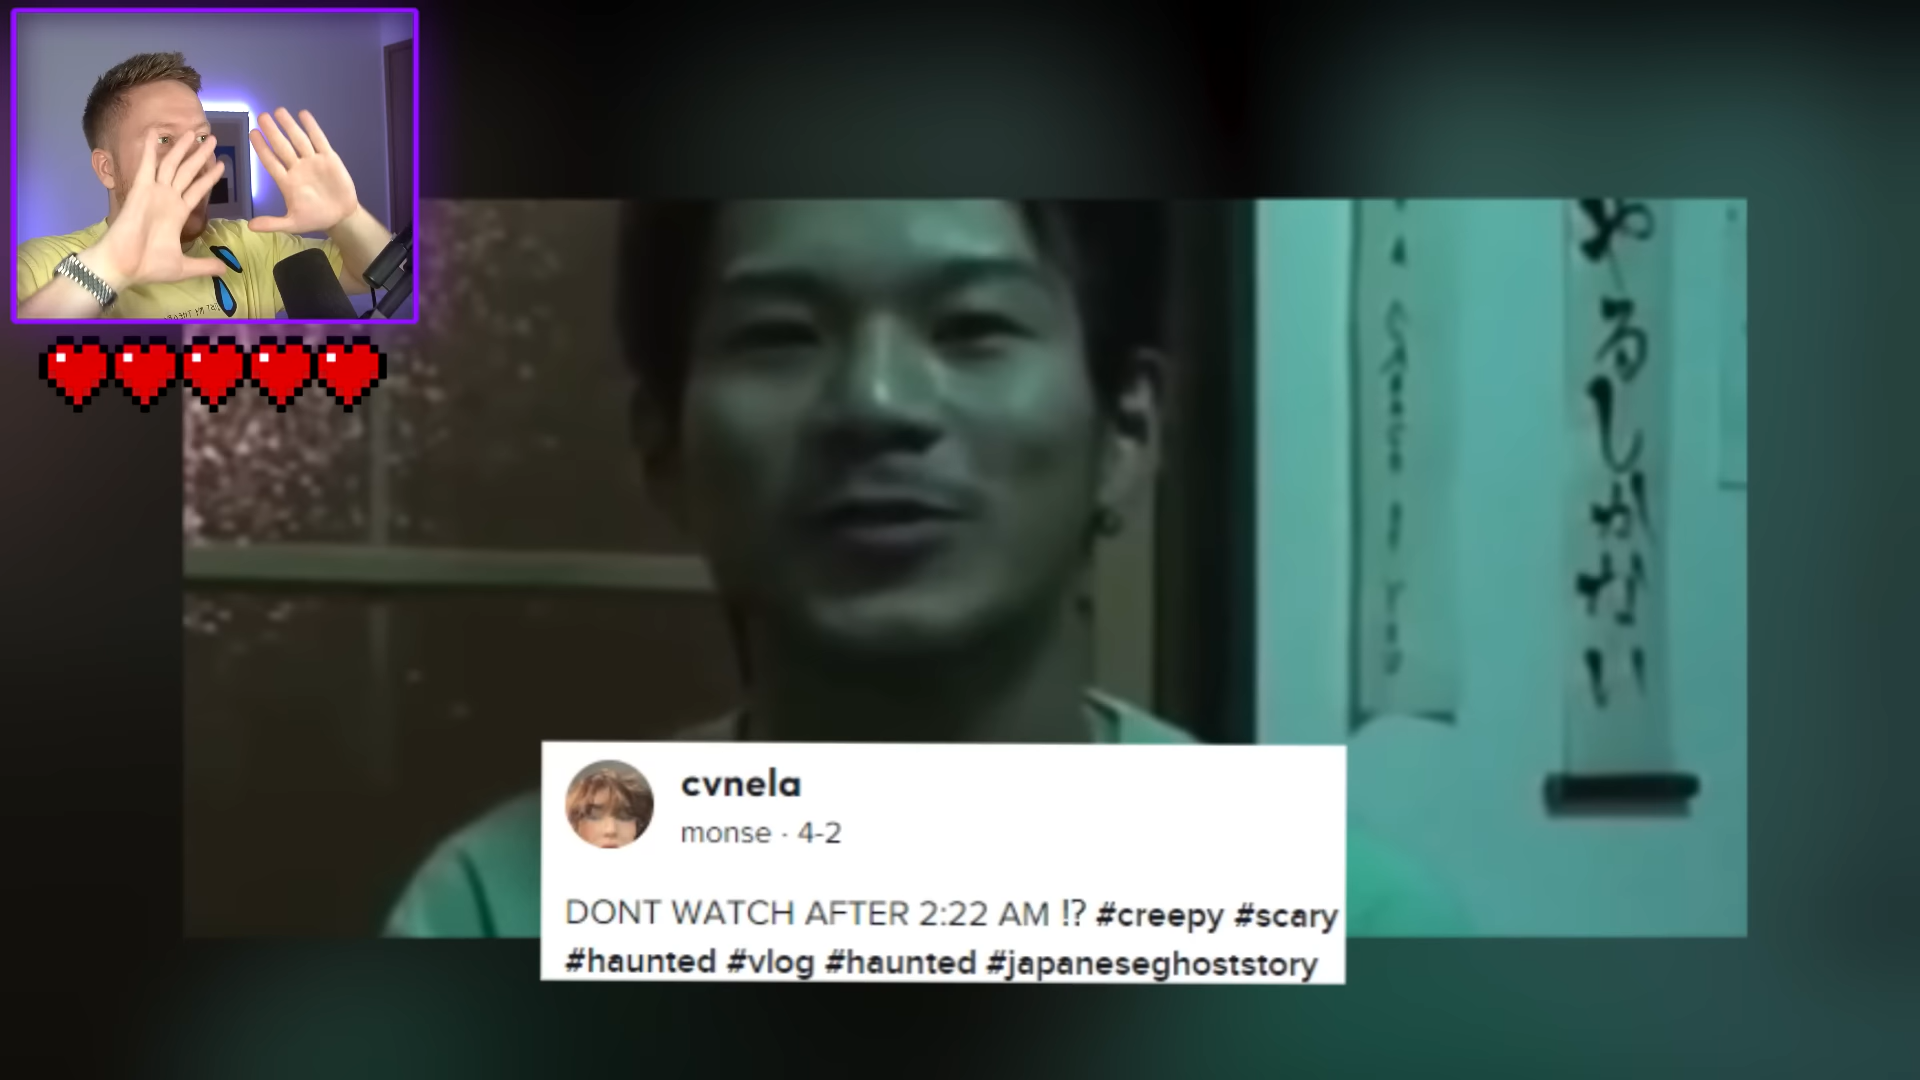 cvnela
monse · 4-2
DONT WATCH AFTER 2:22 AM !? #creepy #scary
#haunted #vlog #haunted #japaneseghoststory
やるしかない